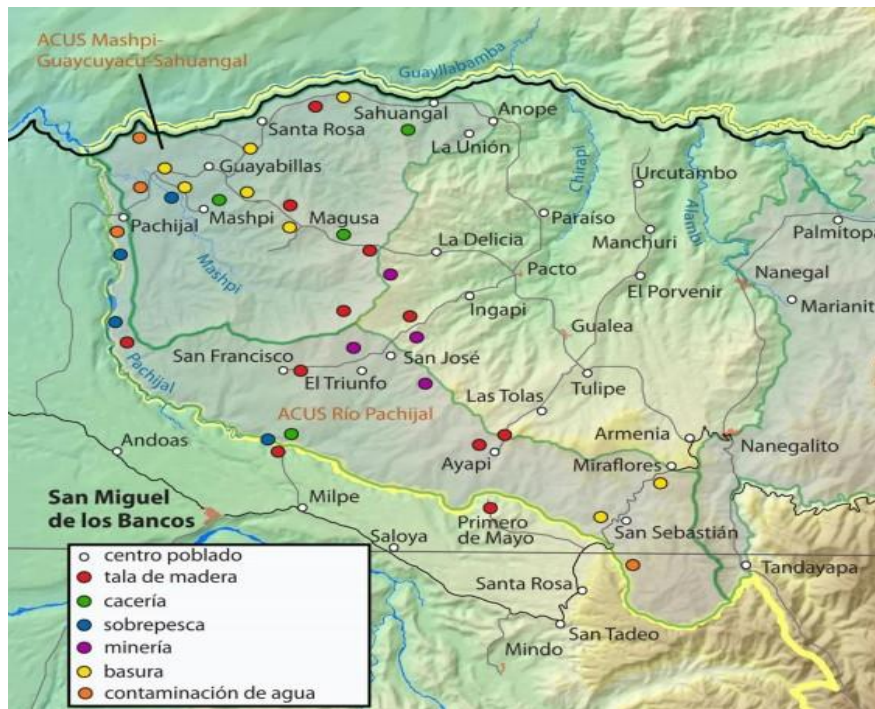 ACUS Mashpi-
Guaycuyacu-Sahuangal
Guayllabamba
Sahuangal
Anope
Santa Rosa
La Unión
Guayabillas
Chirapi
Urcutambo
Alambi
Mashpi
Magusa
Pachijal
Paraíso
Manchuri
Palmitopa
La Delicia
Mashpi
Pacto
Nanegal
El Porvenir
Marianit
Ingapi
Gualea
San Francisco
San José
Pachijal
El Triunfo
Tulipe
Las Tolas
ACUS Río Pachijal
Andoas
Armenia
Nanegalito
Ayapi
Miraflores
San Miguel
de los Bancos
Milpe
Primero
de Mayo
San Sebastián
Saloya
Tandayapa
Santa Rosa
San Tadeo
Mindo
centro poblado
tala de madera
cacería
sobrepesca
minería
basura
contaminación de agua